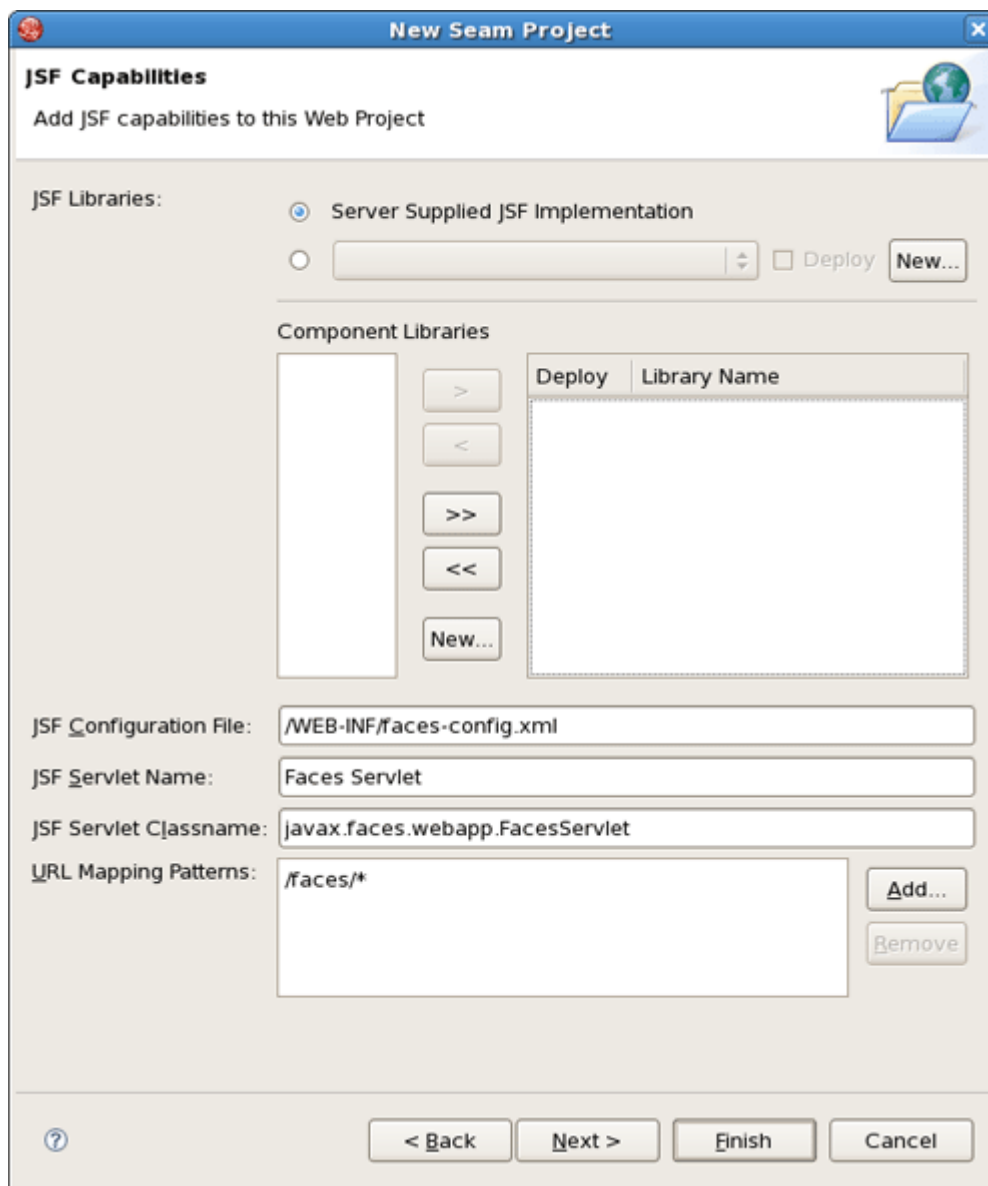 New Seam Project
JSF Capabilities
Add JSF capabilities to this Web Project
JSF Libraries:
Server Supplied JSF Implementation
Deploy
New...
Component Libraries
>
<
>>
<<
New...
Deploy Library Name
JSF Configuration File: /WEB-INF/faces-config.xml
JSF Servlet Name: Faces Servlet
JSF Servlet Classname: javax.faces.webapp.FacesServlet
URL Mapping Patterns: /faces/*
Add...
Remove
? < Back Next > Finish Cancel